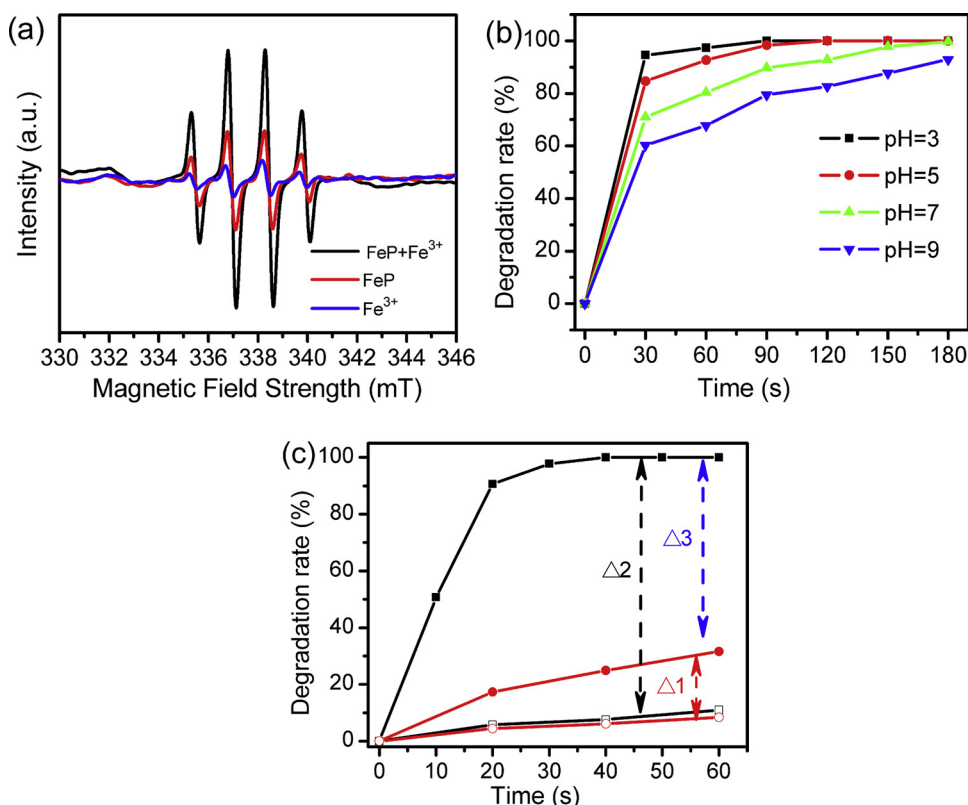 (a)
Intensity (a.u.)
FeP+Fe³⁺
FeP
Fe³⁺
330 332 334 336 338 340 342 344 346
Magnetic Field Strength (mT)
(b)
Degradation rate (%)
100
80
60
40
20
0
pH=3
pH=5
pH=7
pH=9
0 30 60 90 120 150 180
Time (s)
(c)
Degradation rate (%)
100
80
60
40
20
0
△3
△2
△1
0 10 20 30 40 50 60
Time (s)